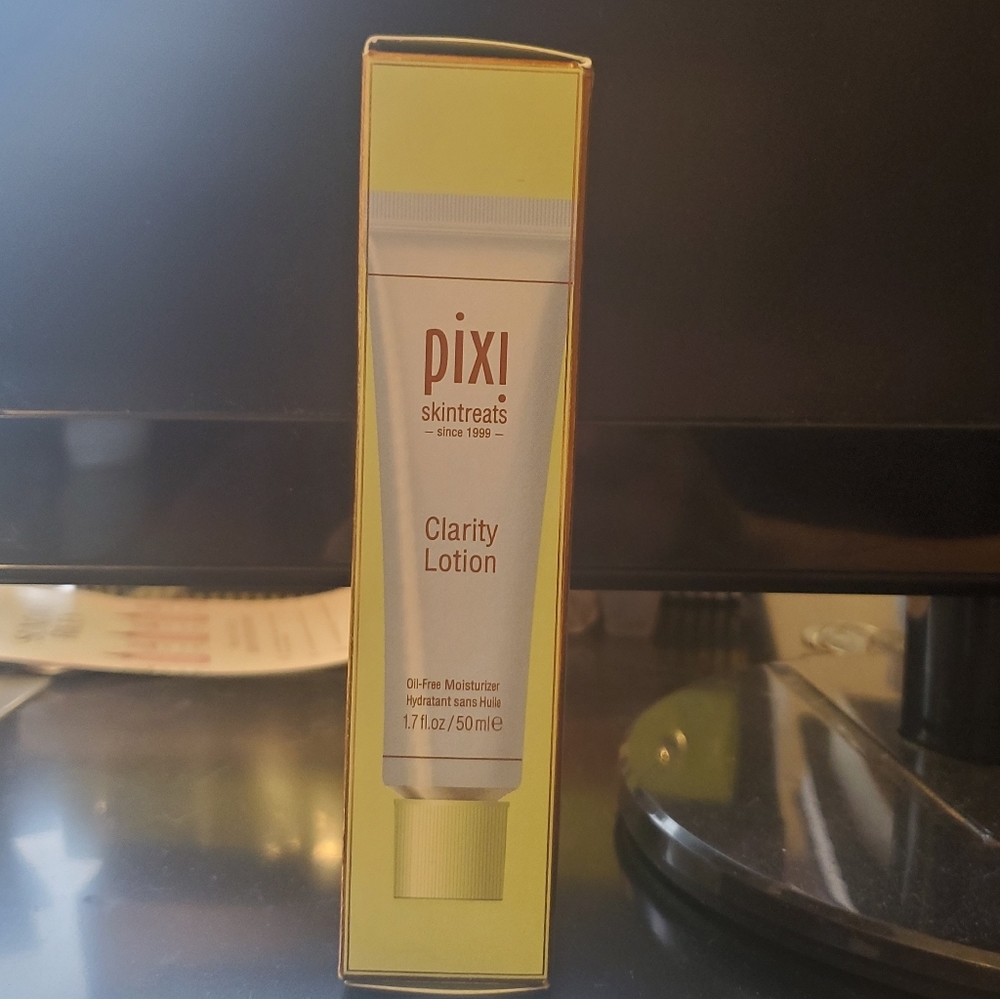 pixi
skintreats
– since 1999 –
Clarity
Lotion
Oil-Free Moisturizer
Hydratant sans Huile
1.7 fl.oz / 50 ml ℮